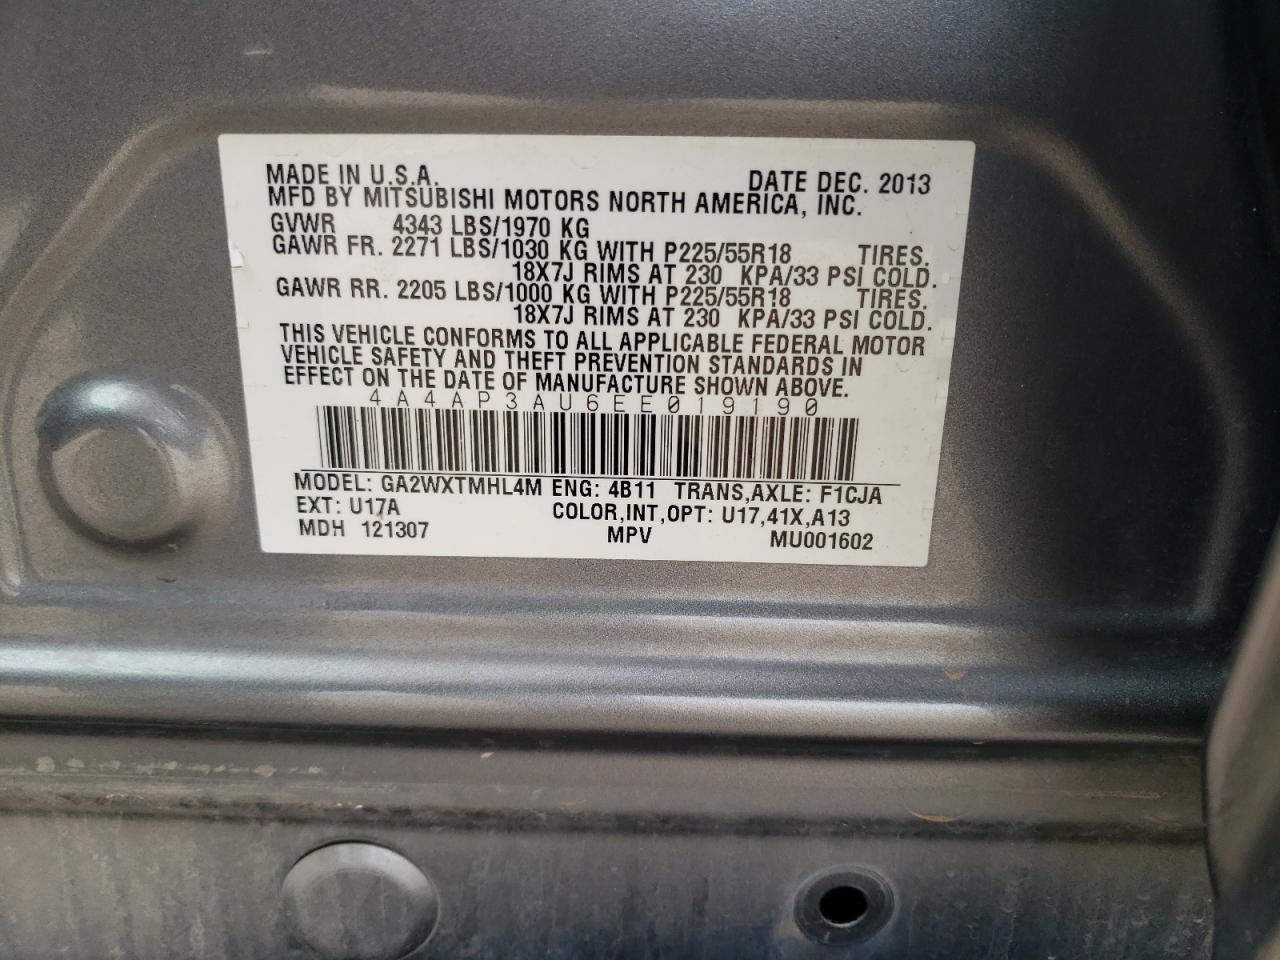 MADE IN U.S.A. DATE DEC. 2013
MFD BY MITSUBISHI MOTORS NORTH AMERICA, INC.
GVWR 4343 LBS/1970 KG
GAWR FR. 2271 LBS/1030 KG WITH P225/55R18 TIRES.
18X7J RIMS AT 230 KPA/33 PSI COLD.
GAWR RR. 2205 LBS/1000 KG WITH P225/55R18 TIRES.
18X7J RIMS AT 230 KPA/33 PSI COLD.
THIS VEHICLE CONFORMS TO ALL APPLICABLE FEDERAL MOTOR
VEHICLE SAFETY AND THEFT PREVENTION STANDARDS IN
EFFECT ON THE DATE OF MANUFACTURE SHOWN ABOVE.
4A4AP3AU6EE019190
MODEL: GA2WXTMHL4M ENG: 4B11 TRANS,AXLE: F1CJA
EXT: U17A COLOR,INT,OPT: U17,41X,A13
MDH 121307 MPV MU001602